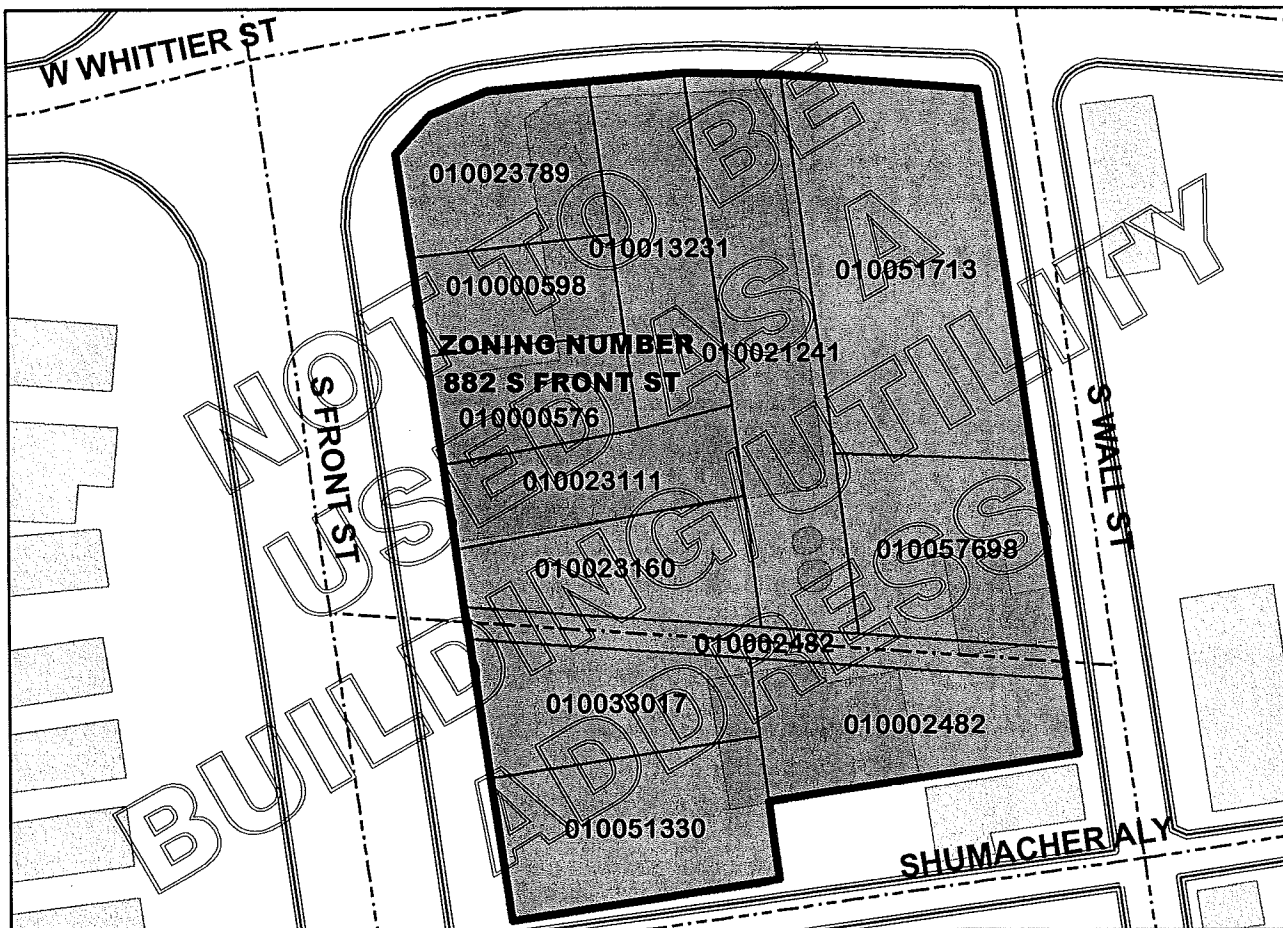 W WHITTIER ST
010023789
010013231
010051713
010000598
ZONING NUMBER
882 S FRONT ST
010021241
010000576
S FRONT ST
S WALL ST
010023111
010023160
010057698
010002482
010033017
010002482
010051330
SHUMACHER ALY
NOT TO BE
USED AS A
BUILDING / UTILITY
ADDRESS